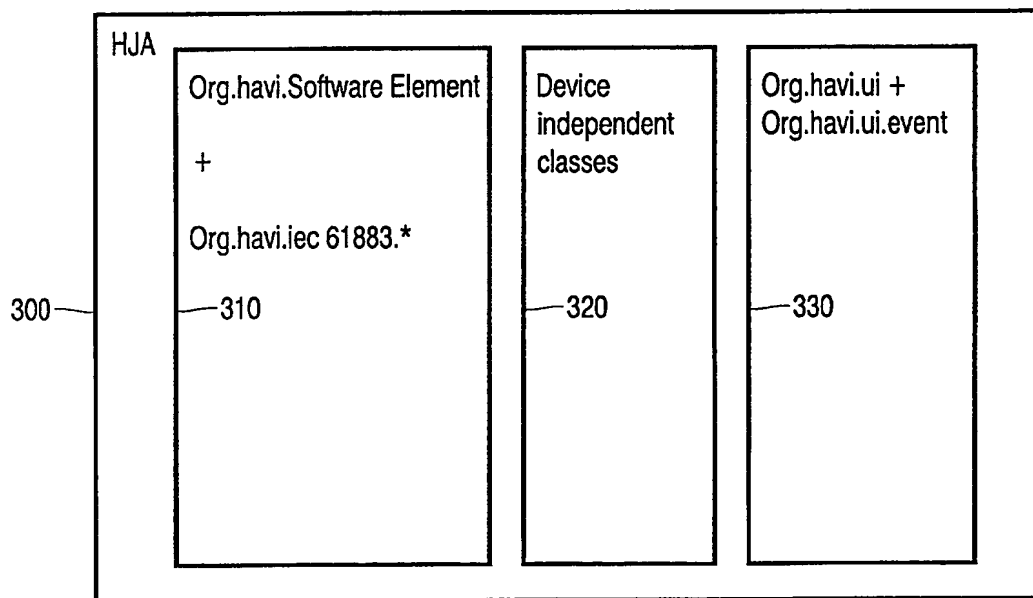 HJA
Org.havi.Software Element
+
Org.havi.iec 61883.*
310
Device
independent
classes
320
Org.havi.ui +
Org.havi.ui.event
330
300